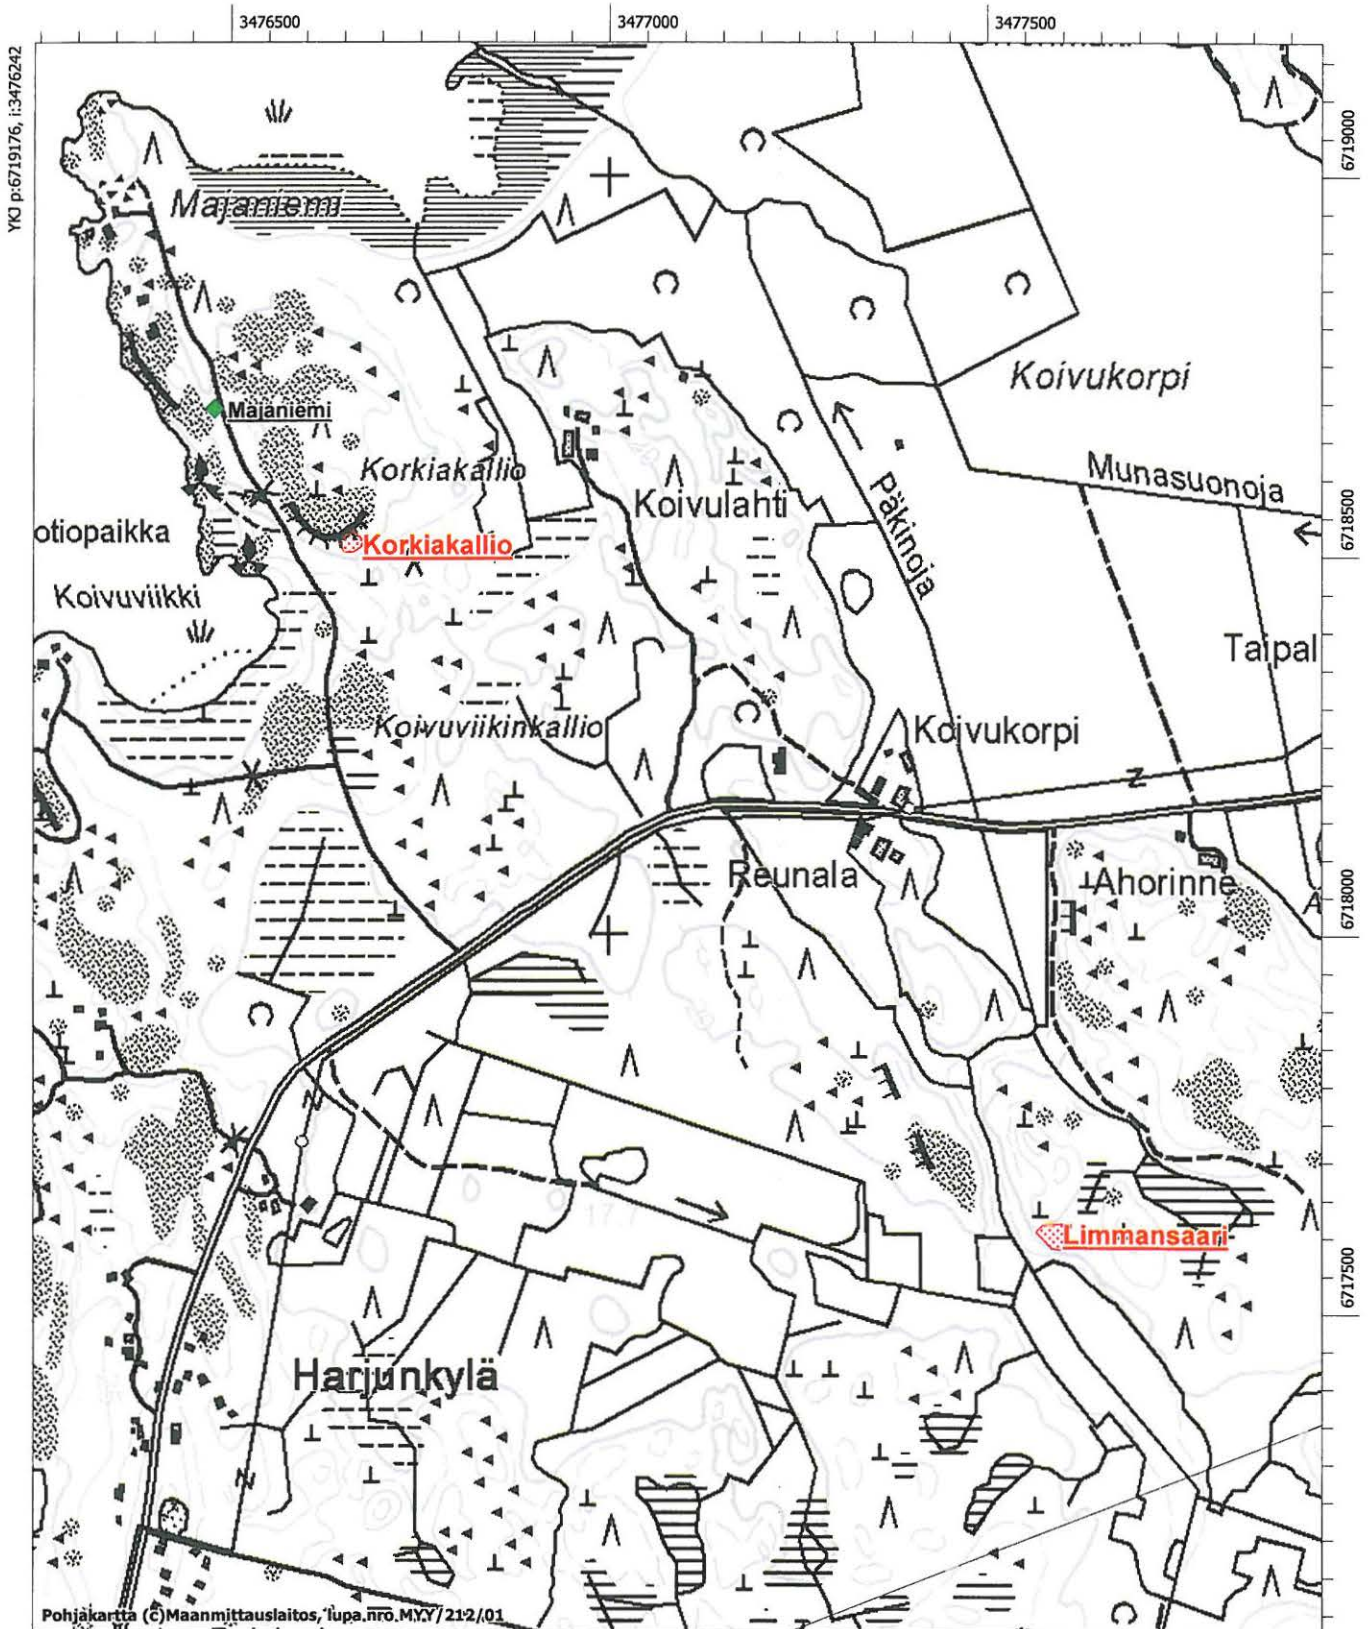 3476500
3477000
3477500
YKJ p:6719176, i:3476242
6719000
Majaniemi
Koivukorpi
Majaniemi
Korkiakallio
Munasuonoja
Koivulahti
Päkinoja
6718500
otiopaikka
Korkiakallio
Koivuviikki
Taipal
Koivuviikinkallio
Koivukorpi
Z
Reunala
Ahorinne
6718000
N
17
Limmansaari
6717500
Harjunkylä
N
Pohjakartta (c)Maanmittauslaitos, lupa.nro.MYY/212/01